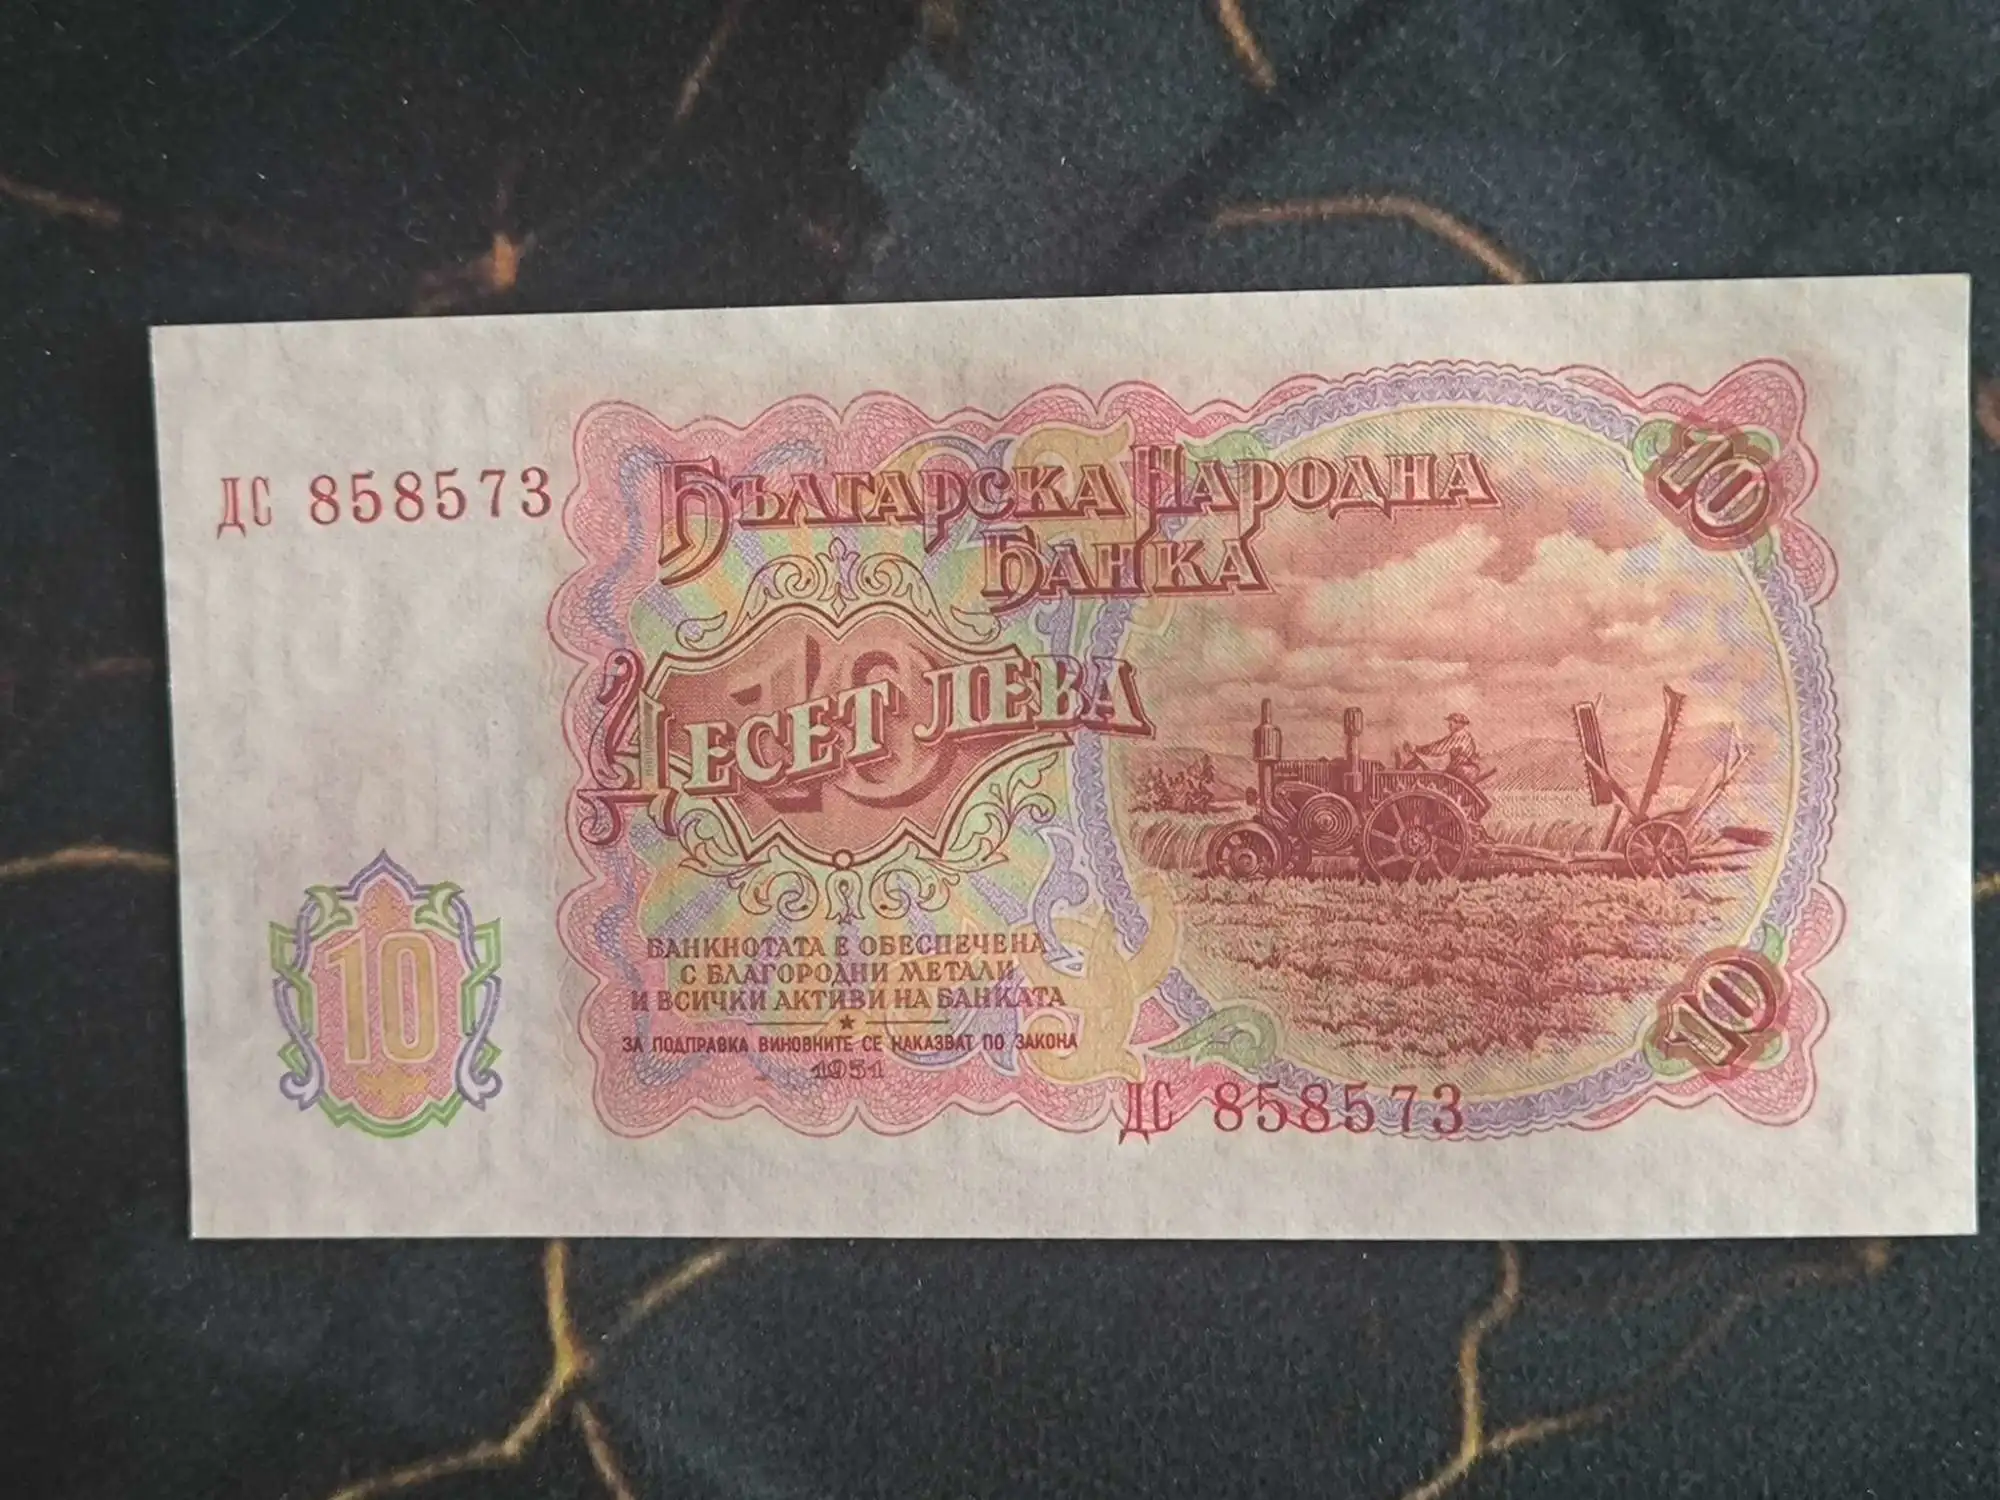 ДС 858573
БЪЛГАРСКА НАРОДНА
БАНКА
10
10
ДЕСЕТ ЛЕВА
БАНКНОТАТА Е ОБЕСПЕЧЕНА
С БЛАГОРОДНИ МЕТАЛИ
И ВСИЧКИ АКТИВИ НА БАНКАТА
ЗА ПОДПРАВКА ВИНОВНИТЕ СЕ НАКАЗВАТ ПО ЗАКОНА
1951
10
10
ДС 858573